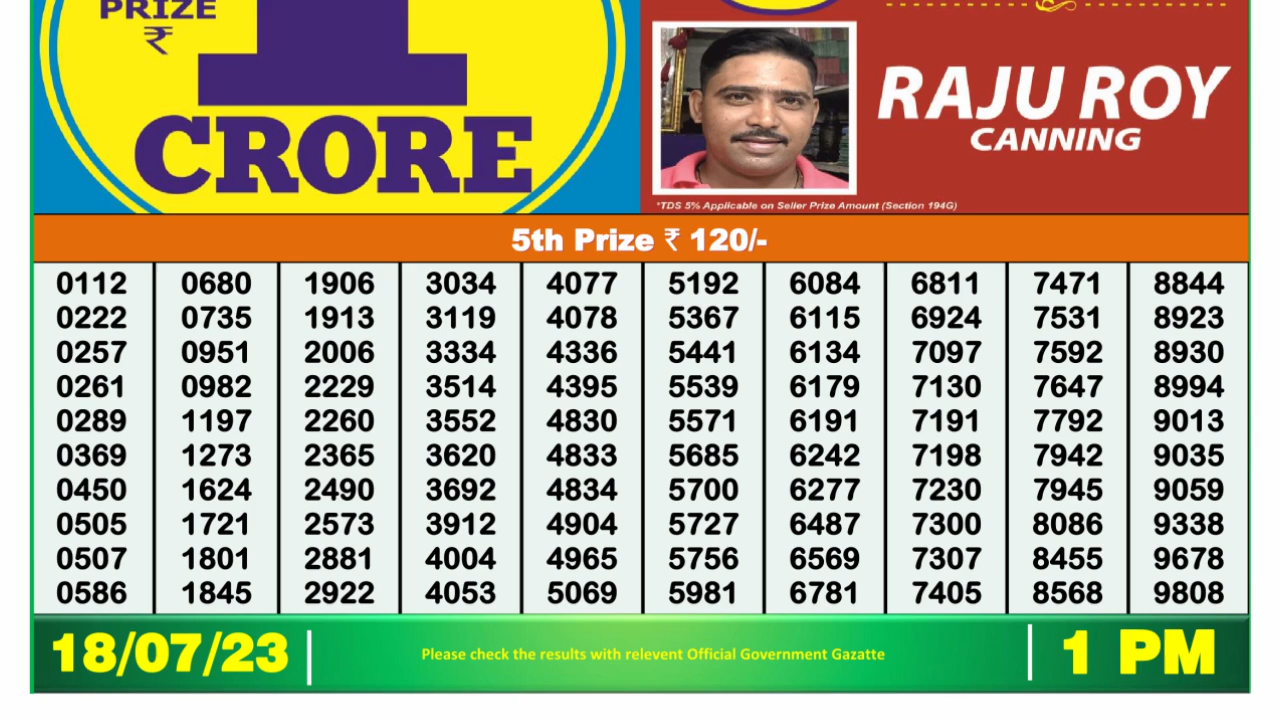 PRIZE
₹
1
CRORE
RAJU ROY
CANNING
*TDS 5% Applicable on Seller Prize Amount (Section 194G)
5th Prize ₹ 120/-
0112 0680 1906 3034 4077 5192 6084 6811 7471 8844
0222 0735 1913 3119 4078 5367 6115 6924 7531 8923
0257 0951 2006 3334 4336 5441 6134 7097 7592 8930
0261 0982 2229 3514 4395 5539 6179 7130 7647 8994
0289 1197 2260 3552 4830 5571 6191 7191 7792 9013
0369 1273 2365 3620 4833 5685 6242 7198 7942 9035
0450 1624 2490 3692 4834 5700 6277 7230 7945 9059
0505 1721 2573 3912 4904 5727 6487 7300 8086 9338
0507 1801 2881 4004 4965 5756 6569 7307 8455 9678
0586 1845 2922 4053 5069 5981 6781 7405 8568 9808
18/07/23 Please check the results with relevent Official Government Gazatte 1 PM